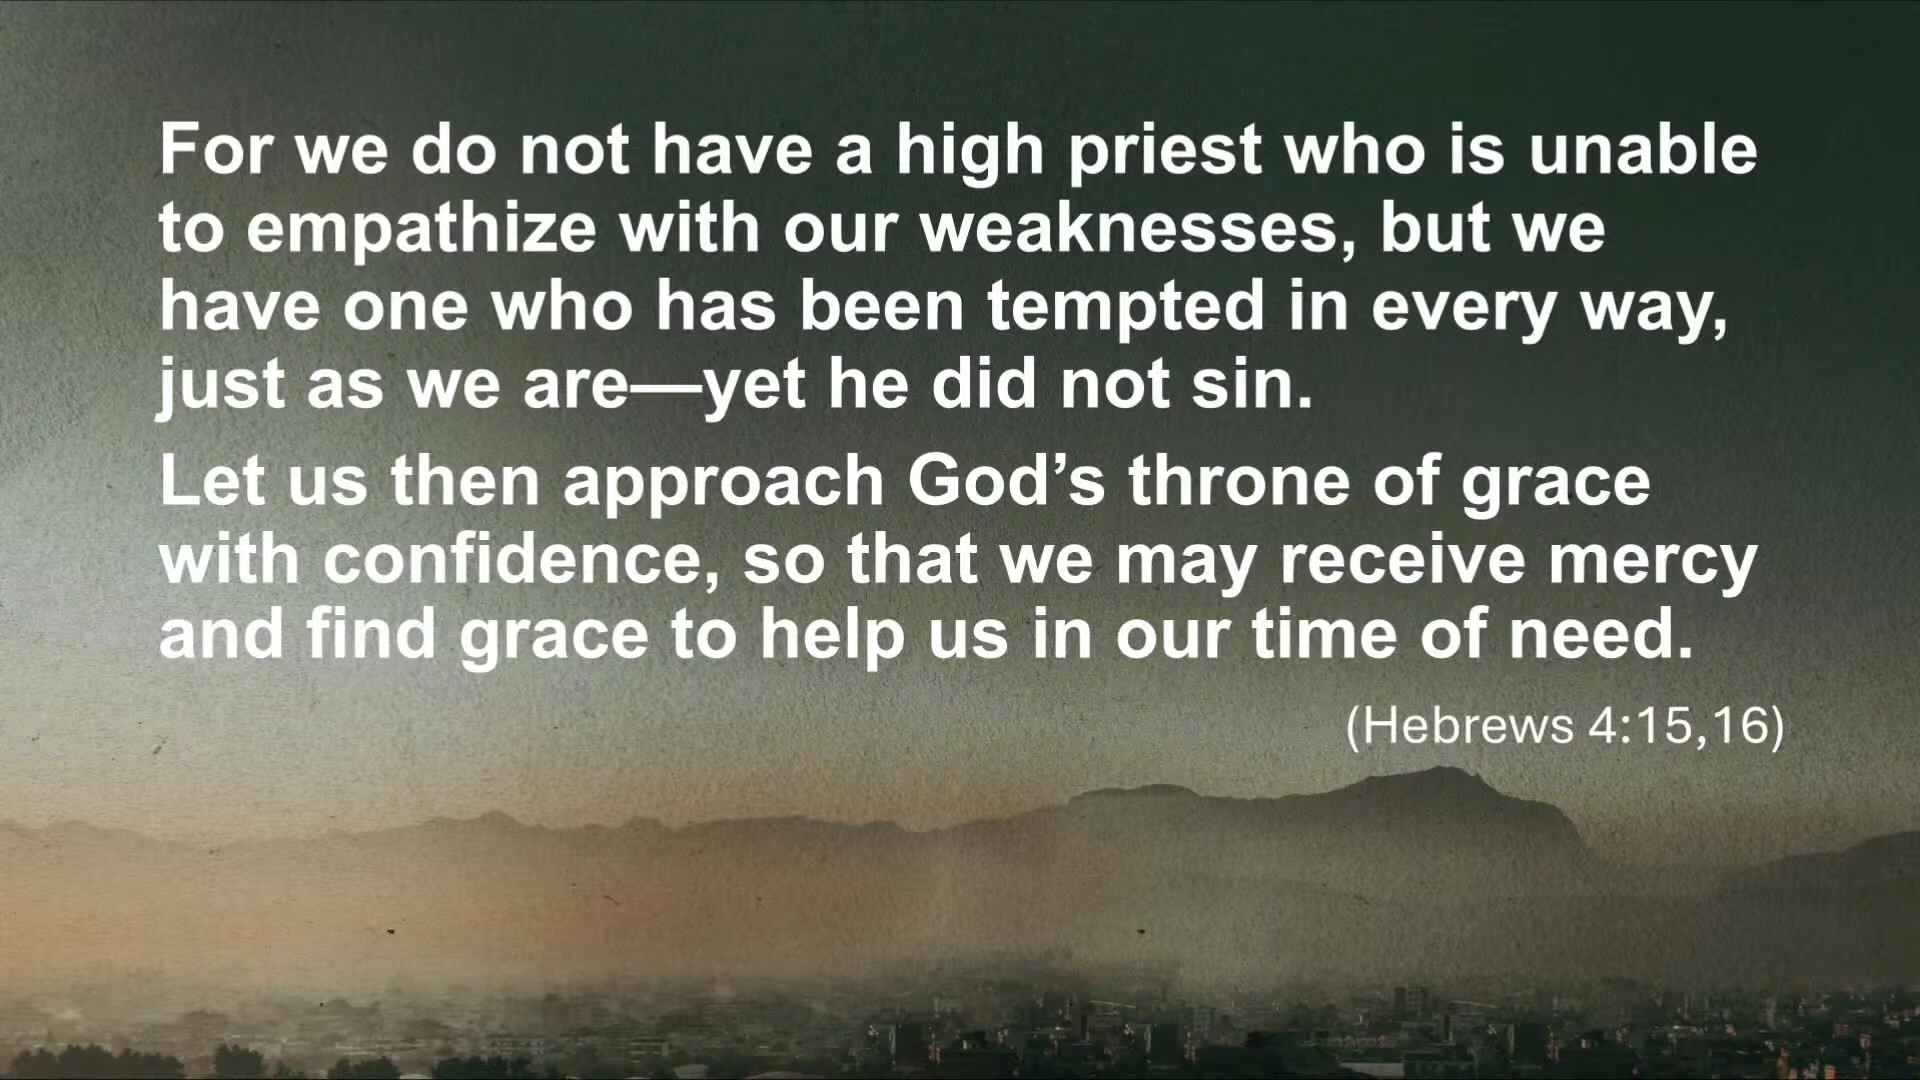 For we do not have a high priest who is unable
to empathize with our weaknesses, but we
have one who has been tempted in every way,
just as we are—yet he did not sin.
Let us then approach God’s throne of grace
with confidence, so that we may receive mercy
and find grace to help us in our time of need.
(Hebrews 4:15,16)